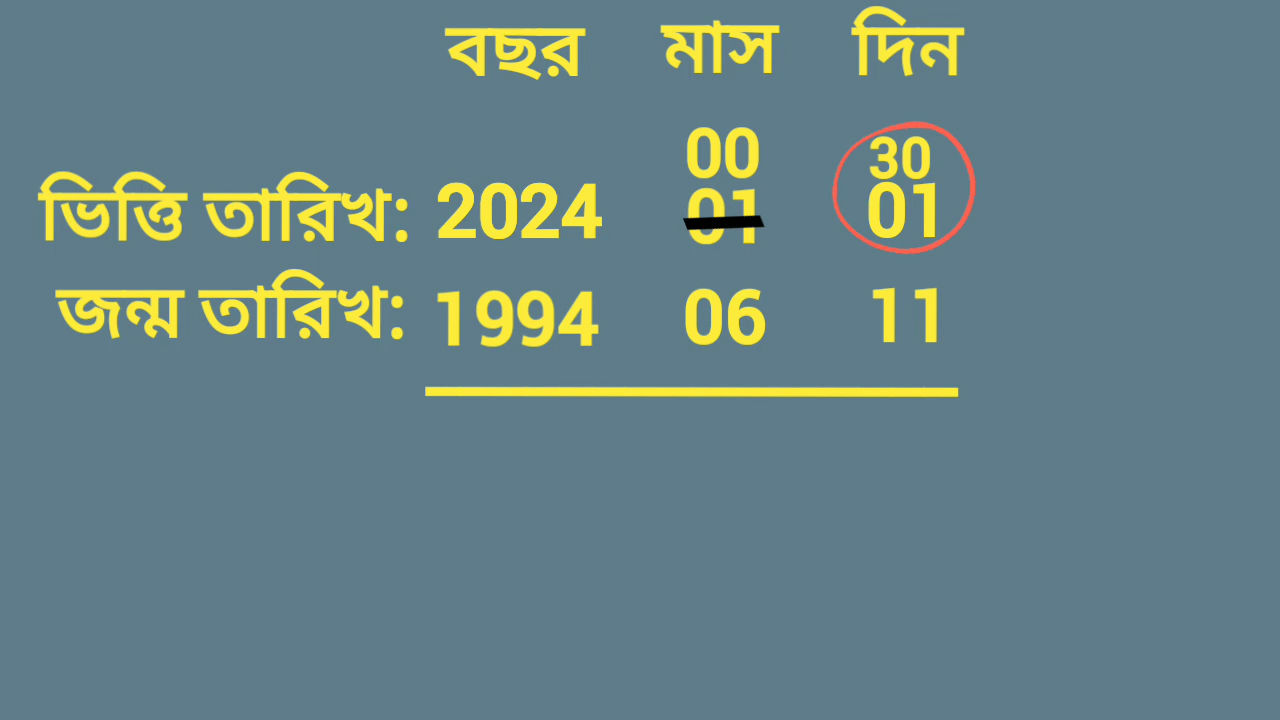 বছর মাস দিন
00 30
ভিত্তি তারিখ: 2024 01 01
জন্ম তারিখ: 1994 06 11